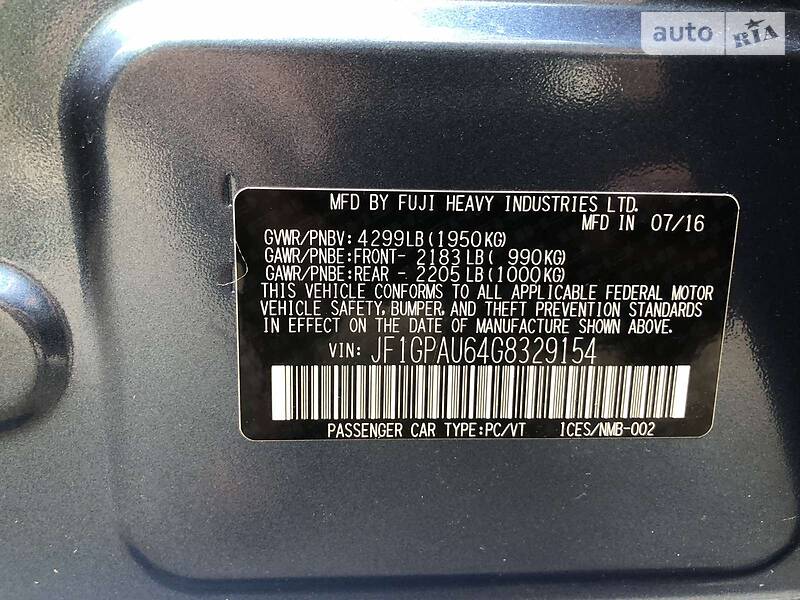 auto RIA
MFD BY FUJI HEAVY INDUSTRIES LTD.
MFD IN 07/16
GVWR/PNBV: 4299LB(1950KG)
GAWR/PNBE:FRONT- 2183LB( 990KG)
GAWR/PNBE:REAR - 2205LB(1000KG)
THIS VEHICLE CONFORMS TO ALL APPLICABLE FEDERAL MOTOR
VEHICLE SAFETY, BUMPER, AND THEFT PREVENTION STANDARDS
IN EFFECT ON THE DATE OF MANUFACTURE SHOWN ABOVE.
VIN: JF1GPAU64G8329154
PASSENGER CAR TYPE:PC/VT 1CES/NMB-002